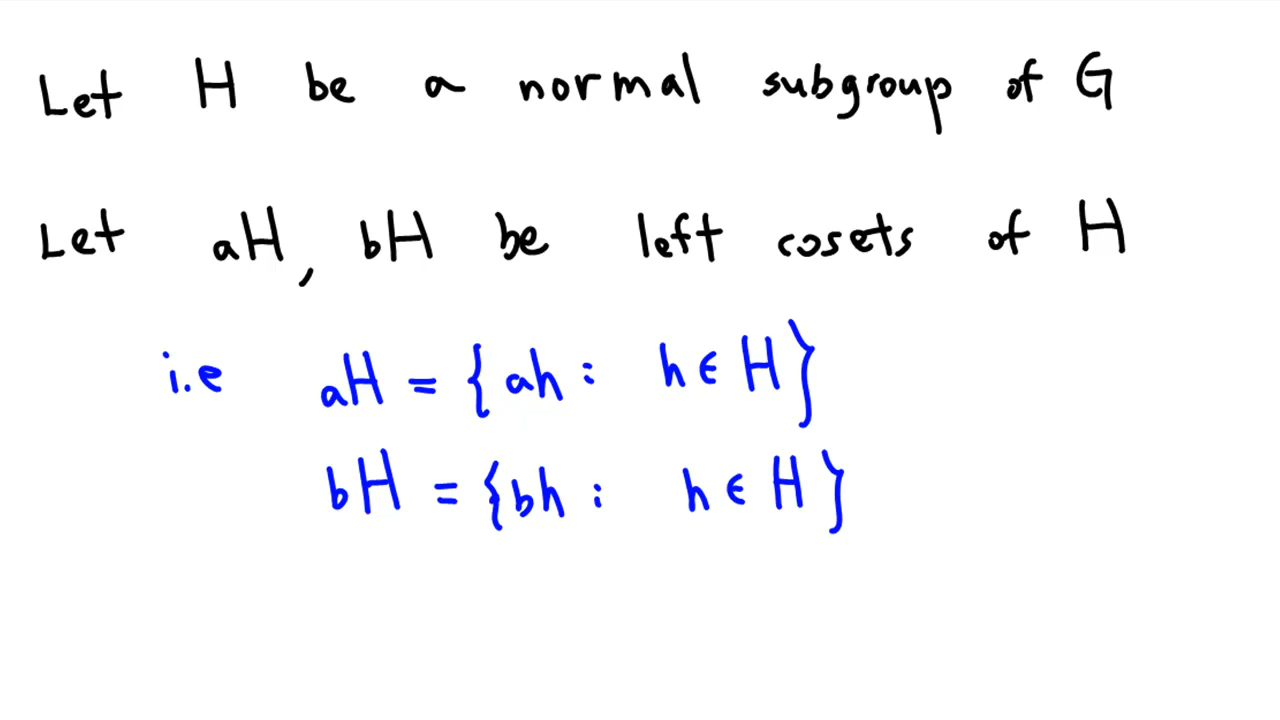 Let H be a normal subgroup of G
Let aH, bH be left cosets of H
i.e aH = {ah : h ∈ H}
bH = {bh : h ∈ H}